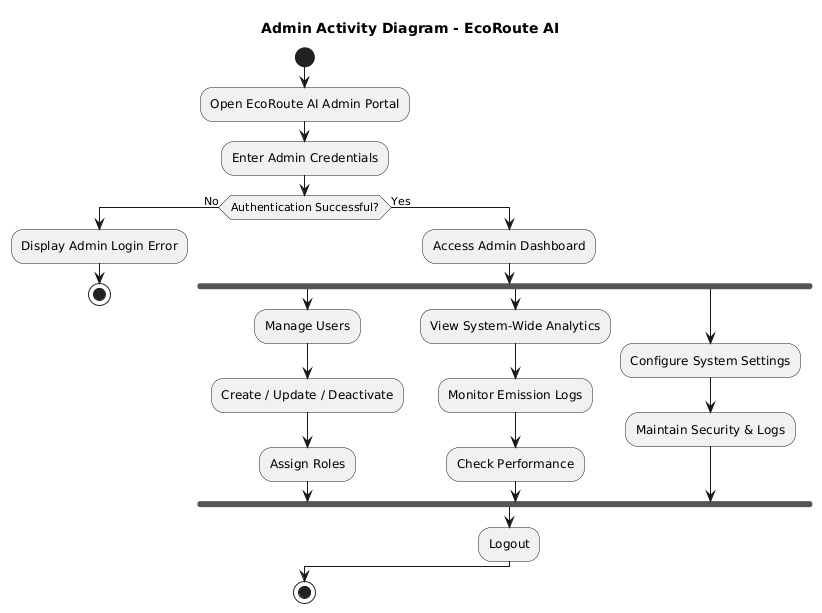 Admin Activity Diagram - EcoRoute AI
Open EcoRoute AI Admin Portal
Enter Admin Credentials
No
Authentication Successful?
Yes
Display Admin Login Error
Access Admin Dashboard
Manage Users
View System-Wide Analytics
Configure System Settings
Create / Update / Deactivate
Monitor Emission Logs
Maintain Security & Logs
Assign Roles
Check Performance
Logout